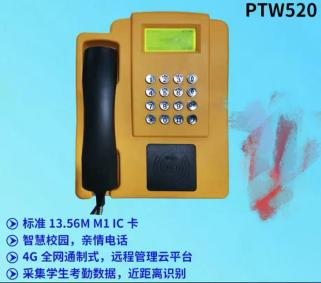 PTW520
标准 13.56M M1 IC 卡
智慧校园，亲情电话
4G 全网通制式，远程管理云平台
采集学生考勤数据，近距离识别